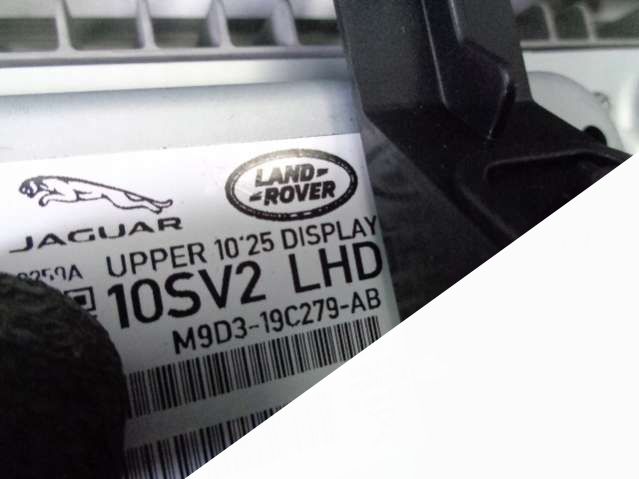 LAND
ROVER
JAGUAR
UPPER 10"25 DISPLAY
10SV2 LHD
M9D3-19C279-AB